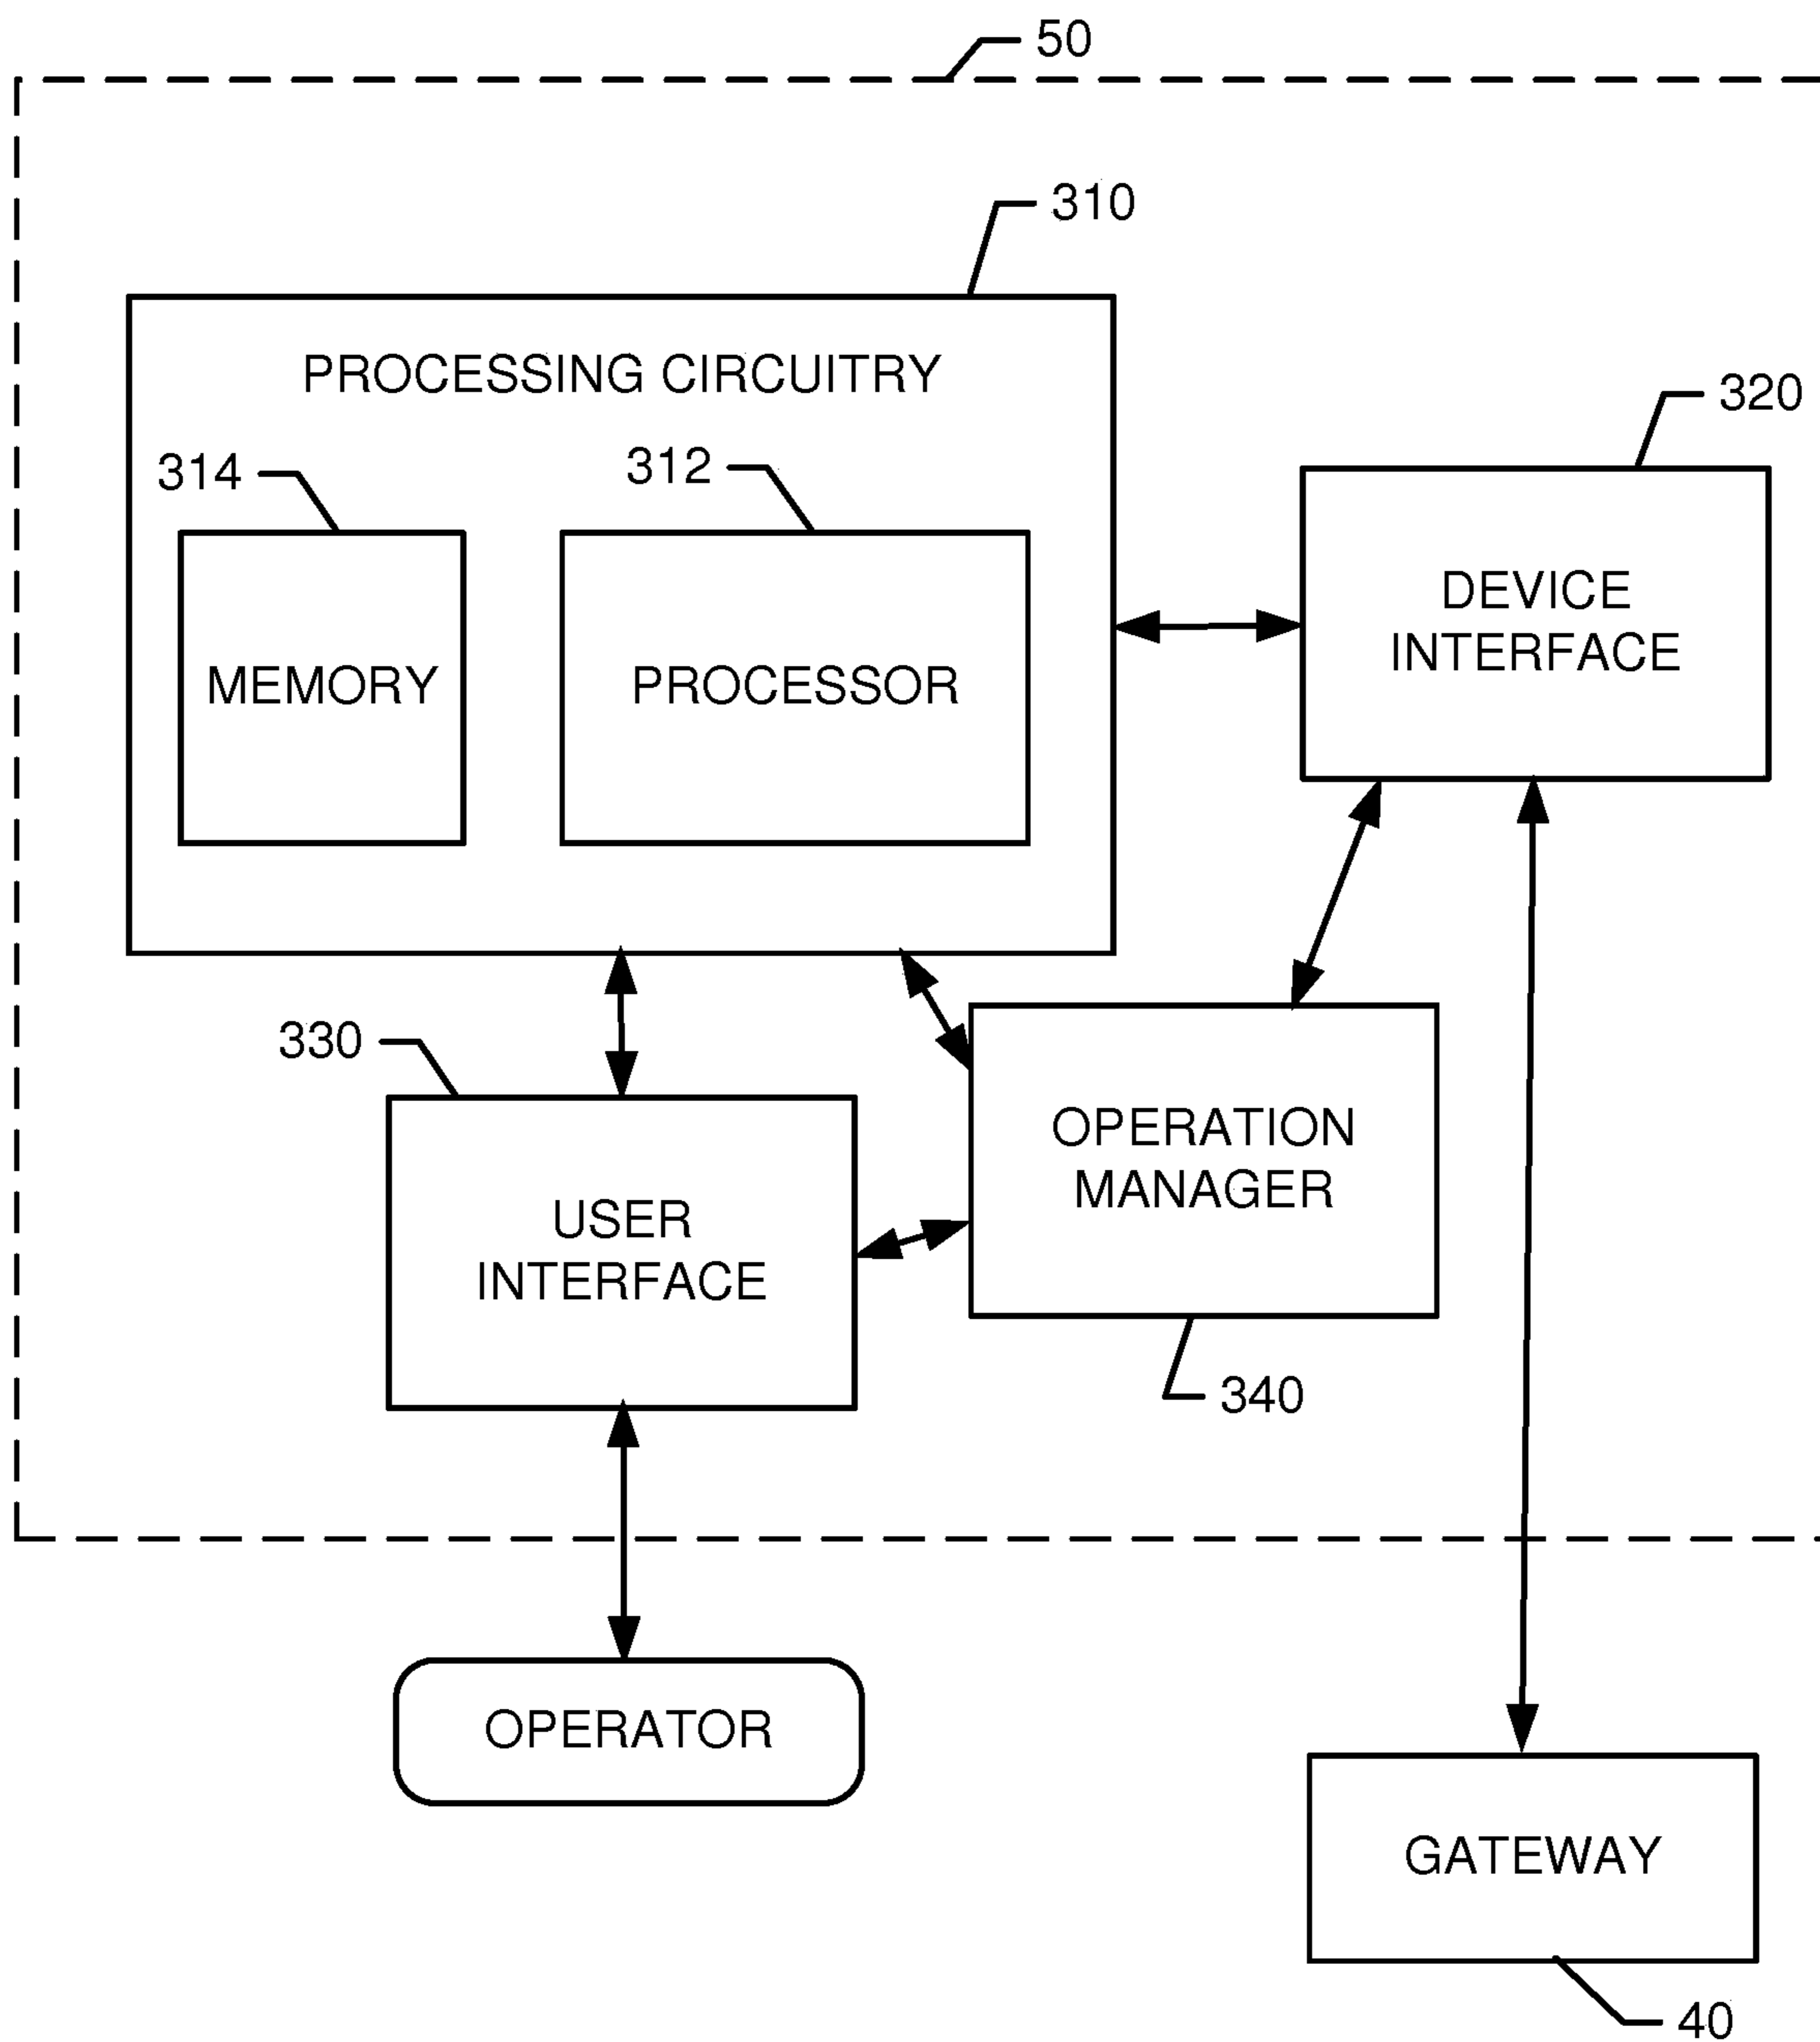 50
310
PROCESSING CIRCUITRY
320
314
312
DEVICE
INTERFACE
MEMORY
PROCESSOR
330
OPERATION
MANAGER
USER
INTERFACE
340
OPERATOR
GATEWAY
40